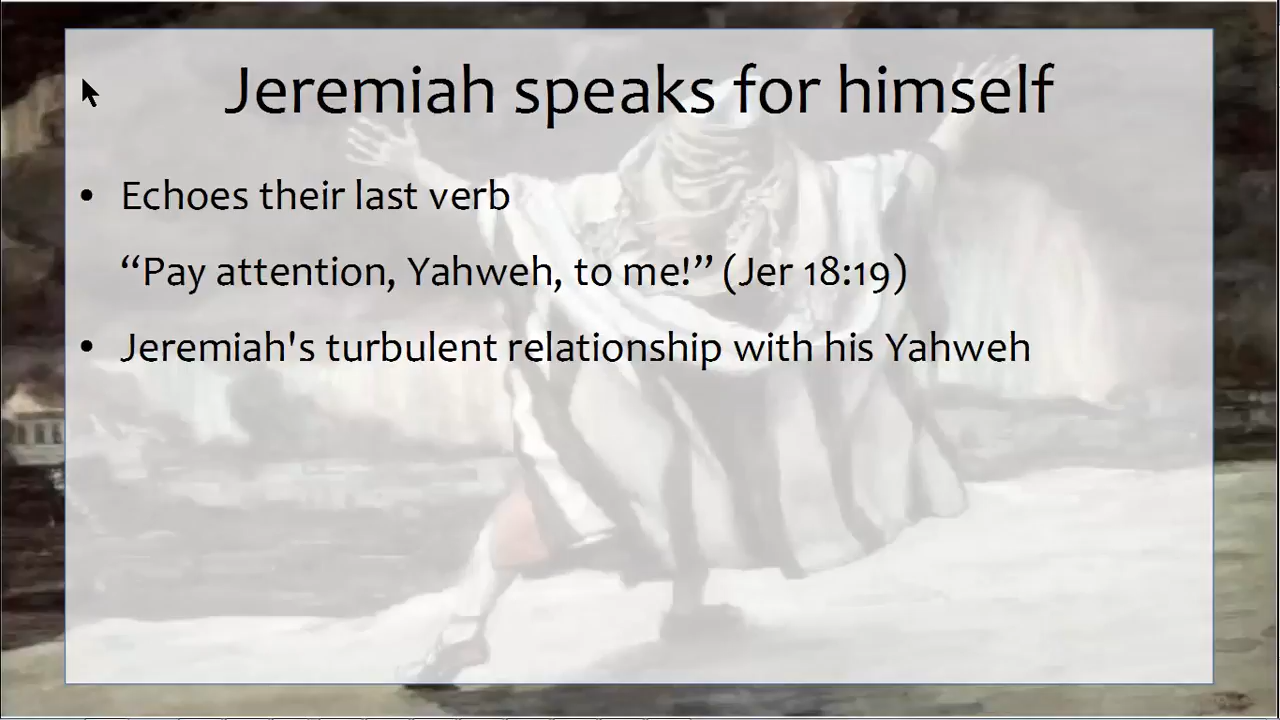 Jeremiah speaks for himself
• Echoes their last verb
“Pay attention, Yahweh, to me!” (Jer 18:19)
• Jeremiah's turbulent relationship with his Yahweh